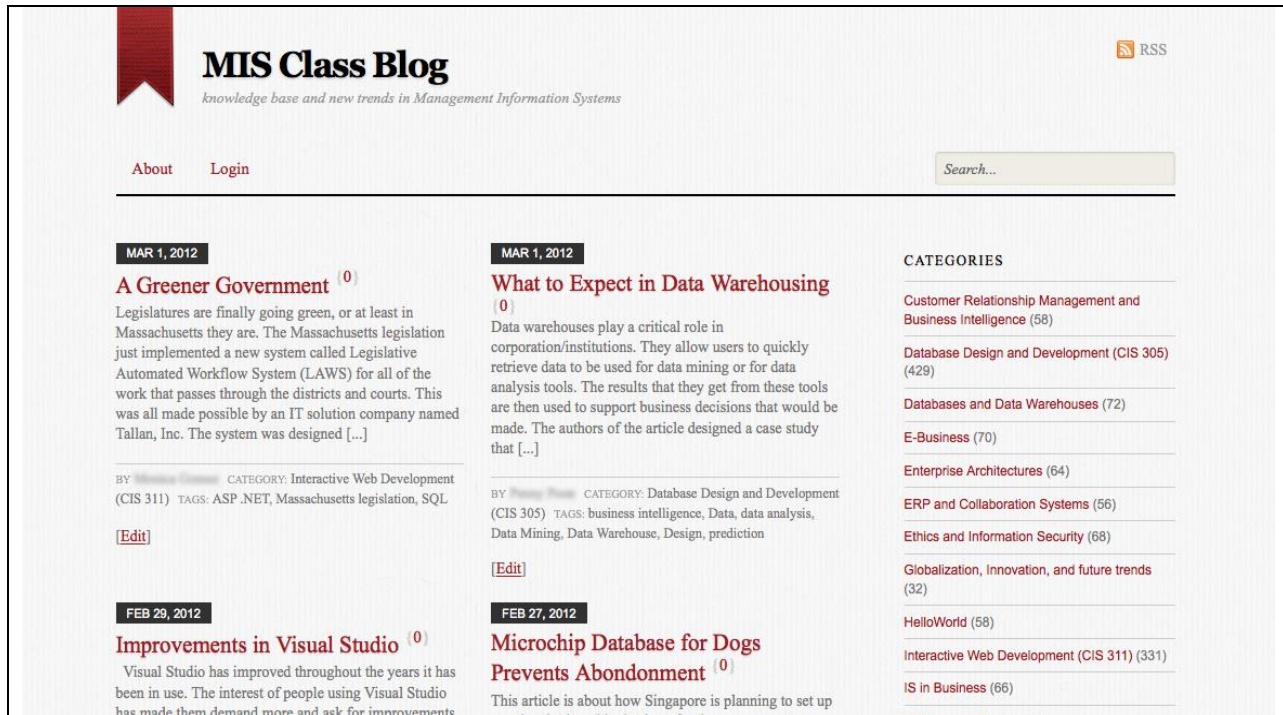 MIS Class Blog
knowledge base and new trends in Management Information Systems
RSS
About Login
Search...
MAR 1, 2012
A Greener Government {0}
Legislatures are finally going green, or at least in
Massachusetts they are. The Massachusetts legislation
just implemented a new system called Legislative
Automated Workflow System (LAWS) for all of the
work that passes through the districts and courts. This
was all made possible by an IT solution company named
Tallan, Inc. The system was designed [...]
BY CATEGORY: Interactive Web Development
(CIS 311) TAGS: ASP .NET, Massachusetts legislation, SQL
[Edit]
MAR 1, 2012
What to Expect in Data Warehousing
{0}
Data warehouses play a critical role in
corporation/institutions. They allow users to quickly
retrieve data to be used for data mining or for data
analysis tools. The results that they get from these tools
are then used to support business decisions that would be
made. The authors of the article designed a case study
that [...]
BY CATEGORY: Database Design and Development
(CIS 305) TAGS: business intelligence, Data, data analysis,
Data Mining, Data Warehouse, Design, prediction
[Edit]
FEB 29, 2012
Improvements in Visual Studio {0}
Visual Studio has improved throughout the years it has
been in use. The interest of people using Visual Studio
has made them demand more and ask for improvements
FEB 27, 2012
Microchip Database for Dogs
Prevents Abondonment {0}
This article is about how Singapore is planning to set up
CATEGORIES
Customer Relationship Management and
Business Intelligence (58)
Database Design and Development (CIS 305)
(429)
Databases and Data Warehouses (72)
E-Business (70)
Enterprise Architectures (64)
ERP and Collaboration Systems (56)
Ethics and Information Security (68)
Globalization, Innovation, and future trends
(32)
HelloWorld (58)
Interactive Web Development (CIS 311) (331)
IS in Business (66)